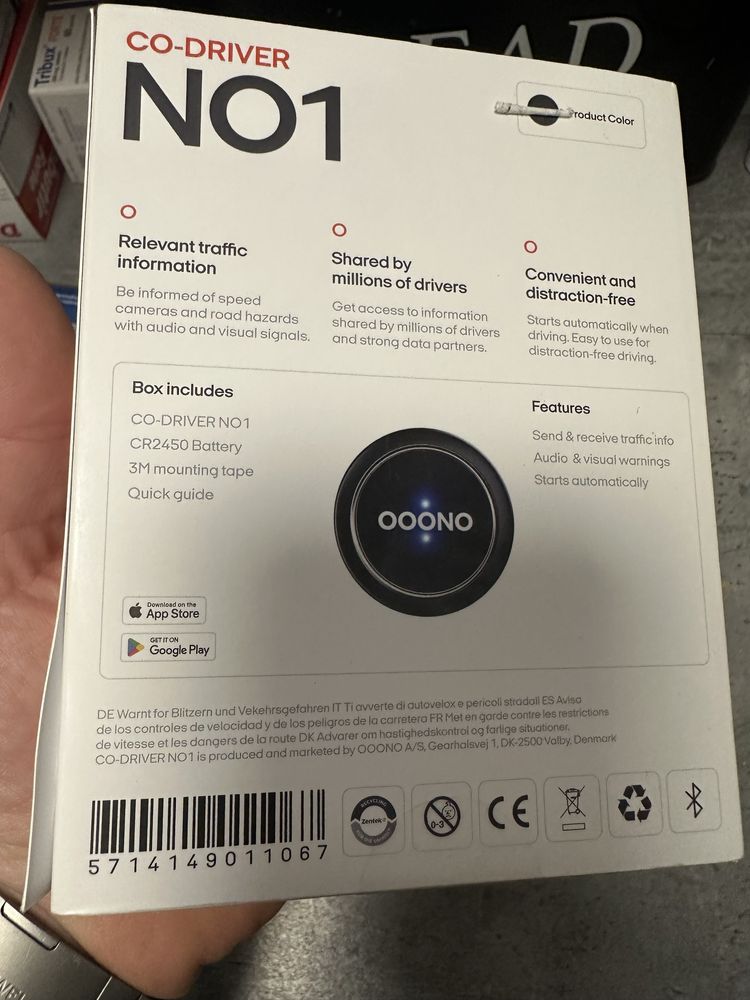 CO-DRIVER
NO1
Product Color
Relevant traffic
information
Be informed of speed
cameras and road hazards
with audio and visual signals.
Shared by
millions of drivers
Get access to information
shared by millions of drivers
and strong data partners.
Convenient and
distraction-free
Starts automatically when
driving. Easy to use for
distraction-free driving.
Box includes
CO-DRIVER NO1
CR2450 Battery
3M mounting tape
Quick guide
OOONO
Features
Send & receive traffic info
Audio & visual warnings
Starts automatically
Download on the
App Store
GET IT ON
Google Play
DE Warnt for Blitzern und Vekehrsgefahren IT Ti avverte di autovelox e pericoli stradali ES Avisa
de los controles de velocidad y de los peligros de la carretera FR Met en garde contre les restrictions
de vitesse et les dangers de la route DK Advarer om hastighedskontrol og farlige situationer.
CO-DRIVER NO1 is produced and marketed by OOONO A/S, Gearhalsvej 1, DK-2500 Valby, Denmark
5714149011067
RECYCLING
Zentek
0-3
CE
Tribux FORTE
EAD